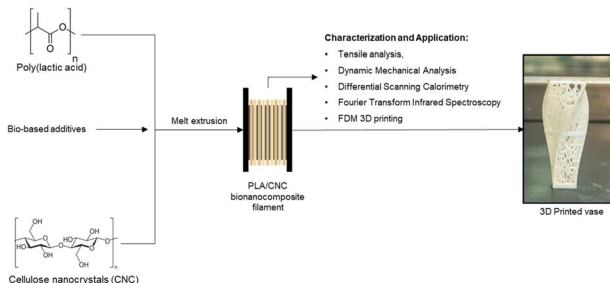 O
O
n
Poly(lactic acid)
Bio-based additives
Melt extrusion
PLA/CNC
bionanocomposite
filament
Characterization and Application:
• Tensile analysis,
• Dynamic Mechanical Analysis
• Differential Scanning Calorimetry
• Fourier Transform Infrared Spectroscopy
• FDM 3D printing
3D Printed vase
OH
HO
OH
O
O
HO
OH
O
O
OH
n
Cellulose nanocrystals (CNC)